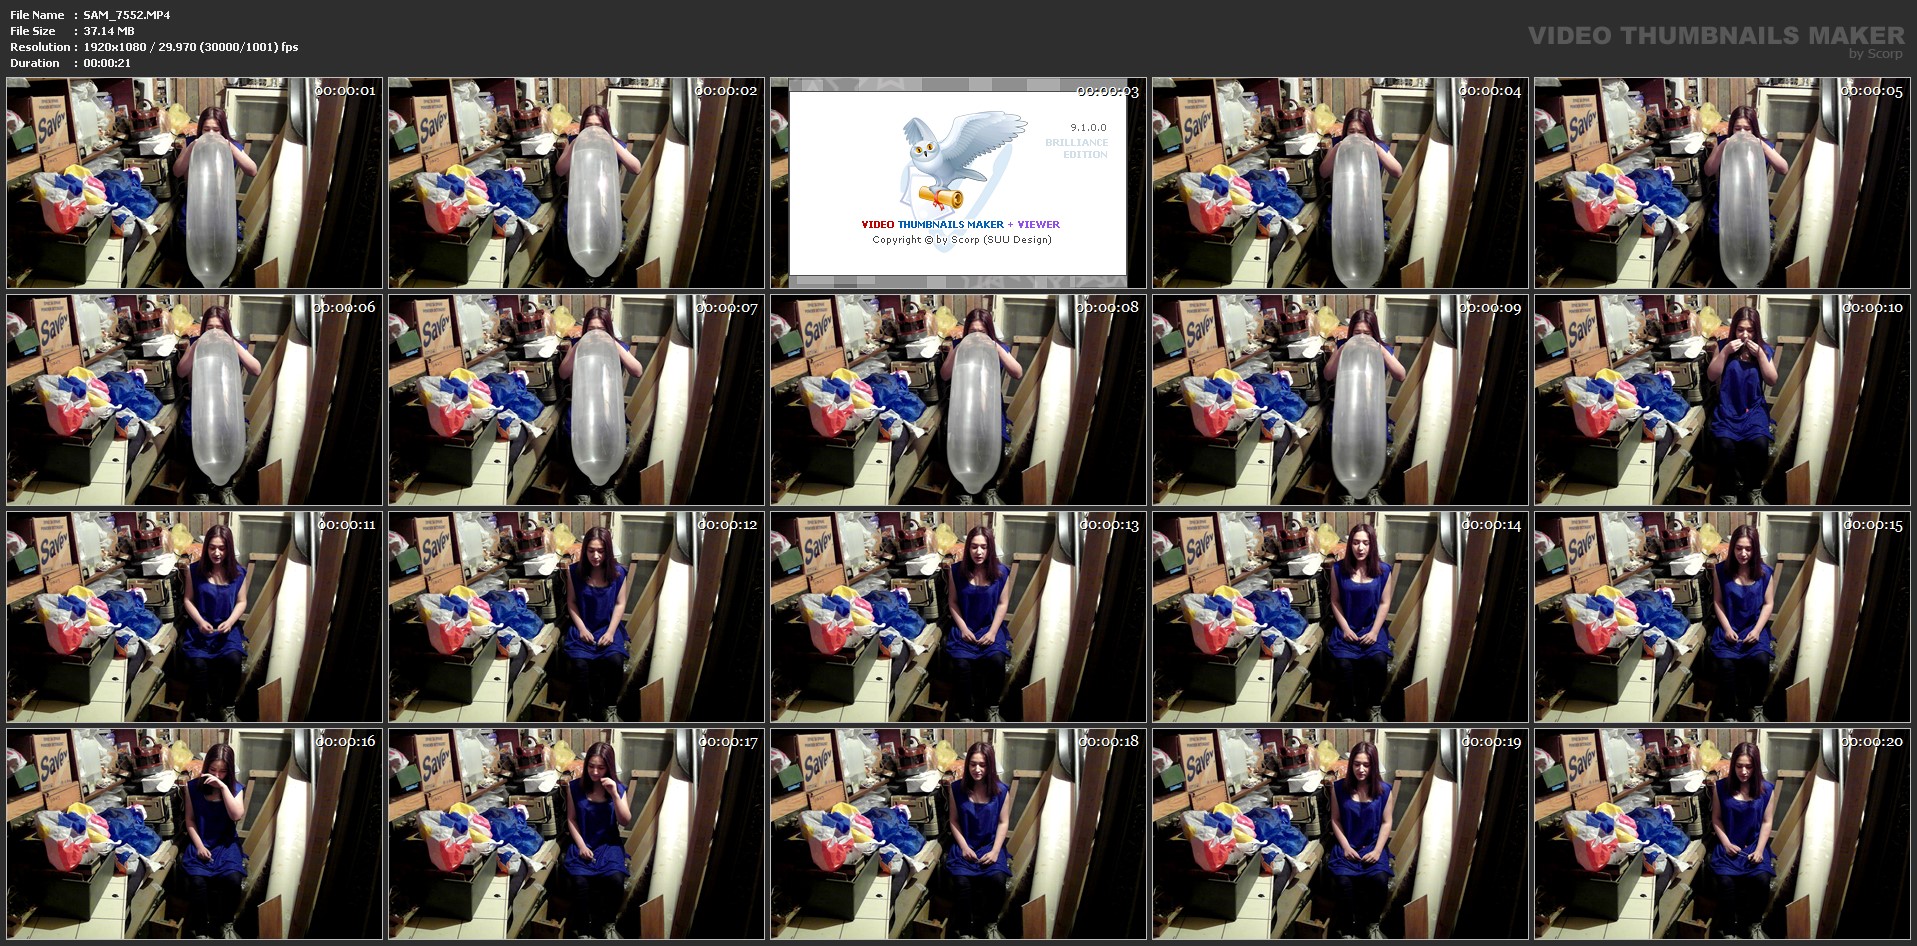 File Name : SAM_7552.MP4
File Size : 37.14 MB
Resolution : 1920x1080 / 29.970 (30000/1001) fps
Duration : 00:00:21
VIDEO THUMBNAILS MAKER
by Scorp
00:00:01
00:00:02
00:00:03
00:00:04
00:00:05
9.1.0.0
BRILLIANCE
EDITION
VIDEO THUMBNAILS MAKER + VIEWER
Copyright © by Scorp (SUU Design)
00:00:06
00:00:07
00:00:08
00:00:09
00:00:10
00:00:11
00:00:12
00:00:13
00:00:14
00:00:15
00:00:16
00:00:17
00:00:18
00:00:19
00:00:20